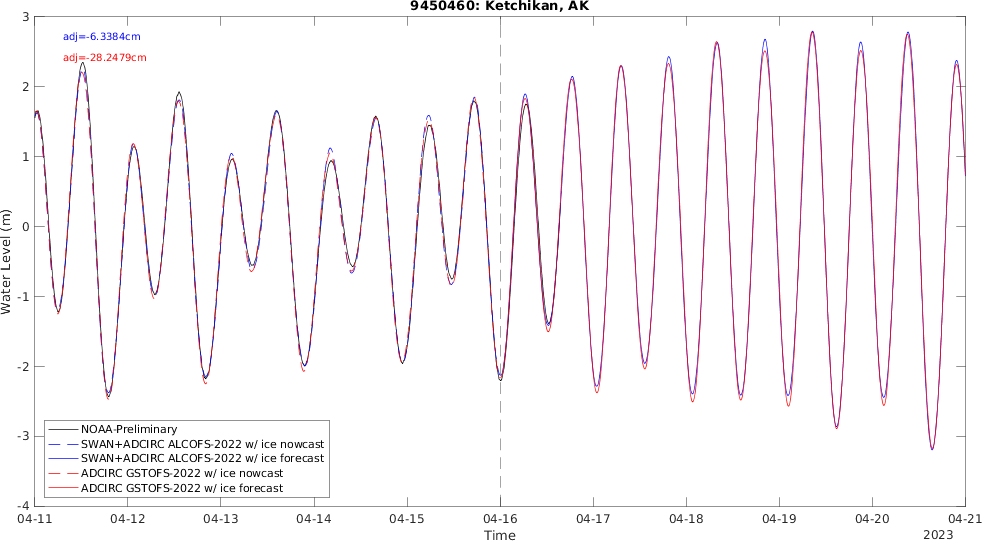 9450460: Ketchikan, AK
adj=-6.3384cm
adj=-28.2479cm
Water Level (m)
3
2
1
0
-1
-2
-3
-4
NOAA-Preliminary
SWAN+ADCIRC ALCOFS-2022 w/ ice nowcast
SWAN+ADCIRC ALCOFS-2022 w/ ice forecast
ADCIRC GSTOFS-2022 w/ ice nowcast
ADCIRC GSTOFS-2022 w/ ice forecast
04-11 04-12 04-13 04-14 04-15 04-16 04-17 04-18 04-19 04-20 04-21
Time
2023